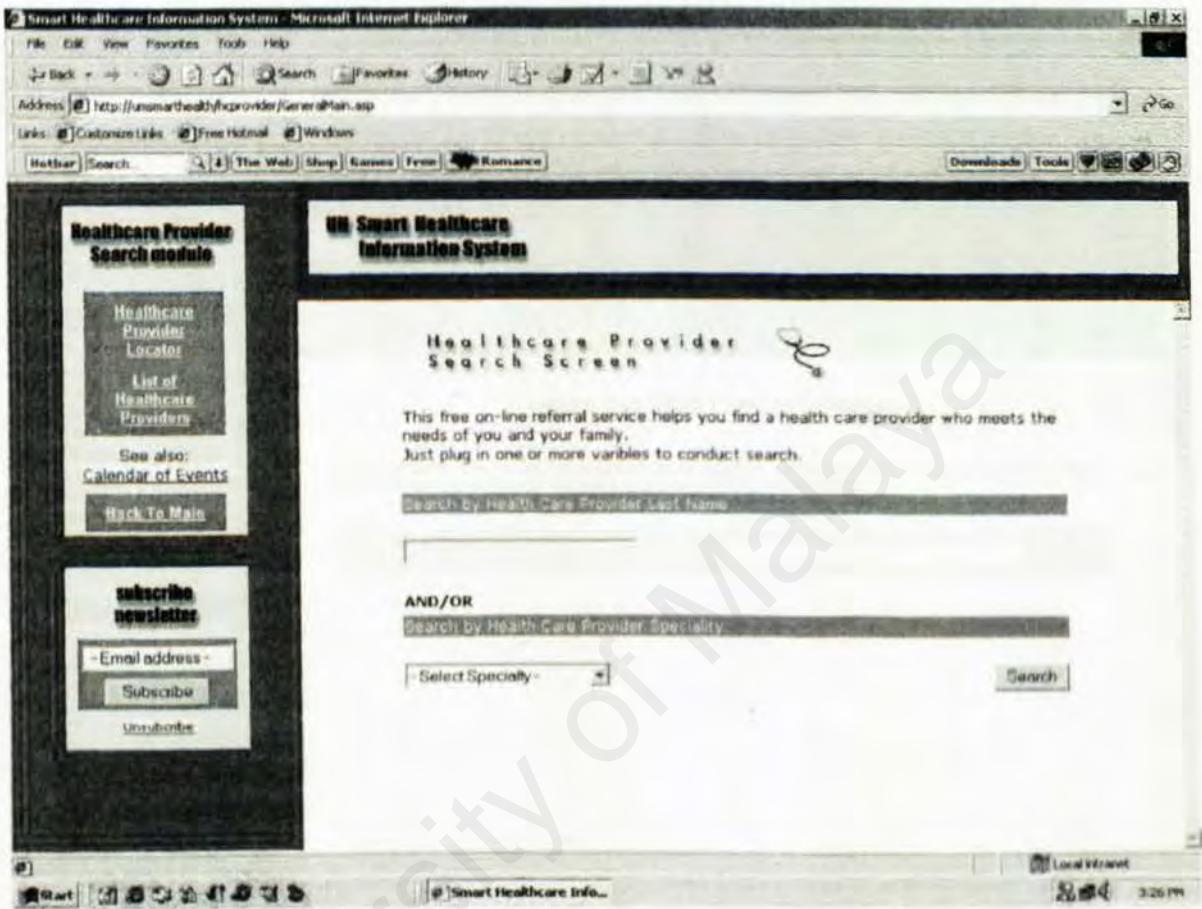 Smart Healthcare Information System - Microsoft Internet Explorer
File Edit View Favorites Tools Help
Back Search Favorites History
Address http://umsmarthealth/hcprovider/GeneralMain.asp Go
Links Customize Links Free Hotmail Windows
Hotbar Search The Web Shop Games Free Romance Downloads Tools
Healthcare Provider
Search module
Healthcare
Provider
Locator
List of
Healthcare
Providers
See also:
Calendar of Events
Back To Main
subscribe
newsletter
- Email address -
Subscribe
Unsubcribe
UM Smart Healthcare
Information System
Healthcare Provider
Search Screen
This free on-line referral service helps you find a health care provider who meets the
needs of you and your family.
Just plug in one or more varibles to conduct search.
Search by Health Care Provider Last Name
AND/OR
Search by Health Care Provider Speciality
- Select Specialty -
Search
Local intranet
Start Smart Healthcare Info... 3:26 PM
University of Malaya